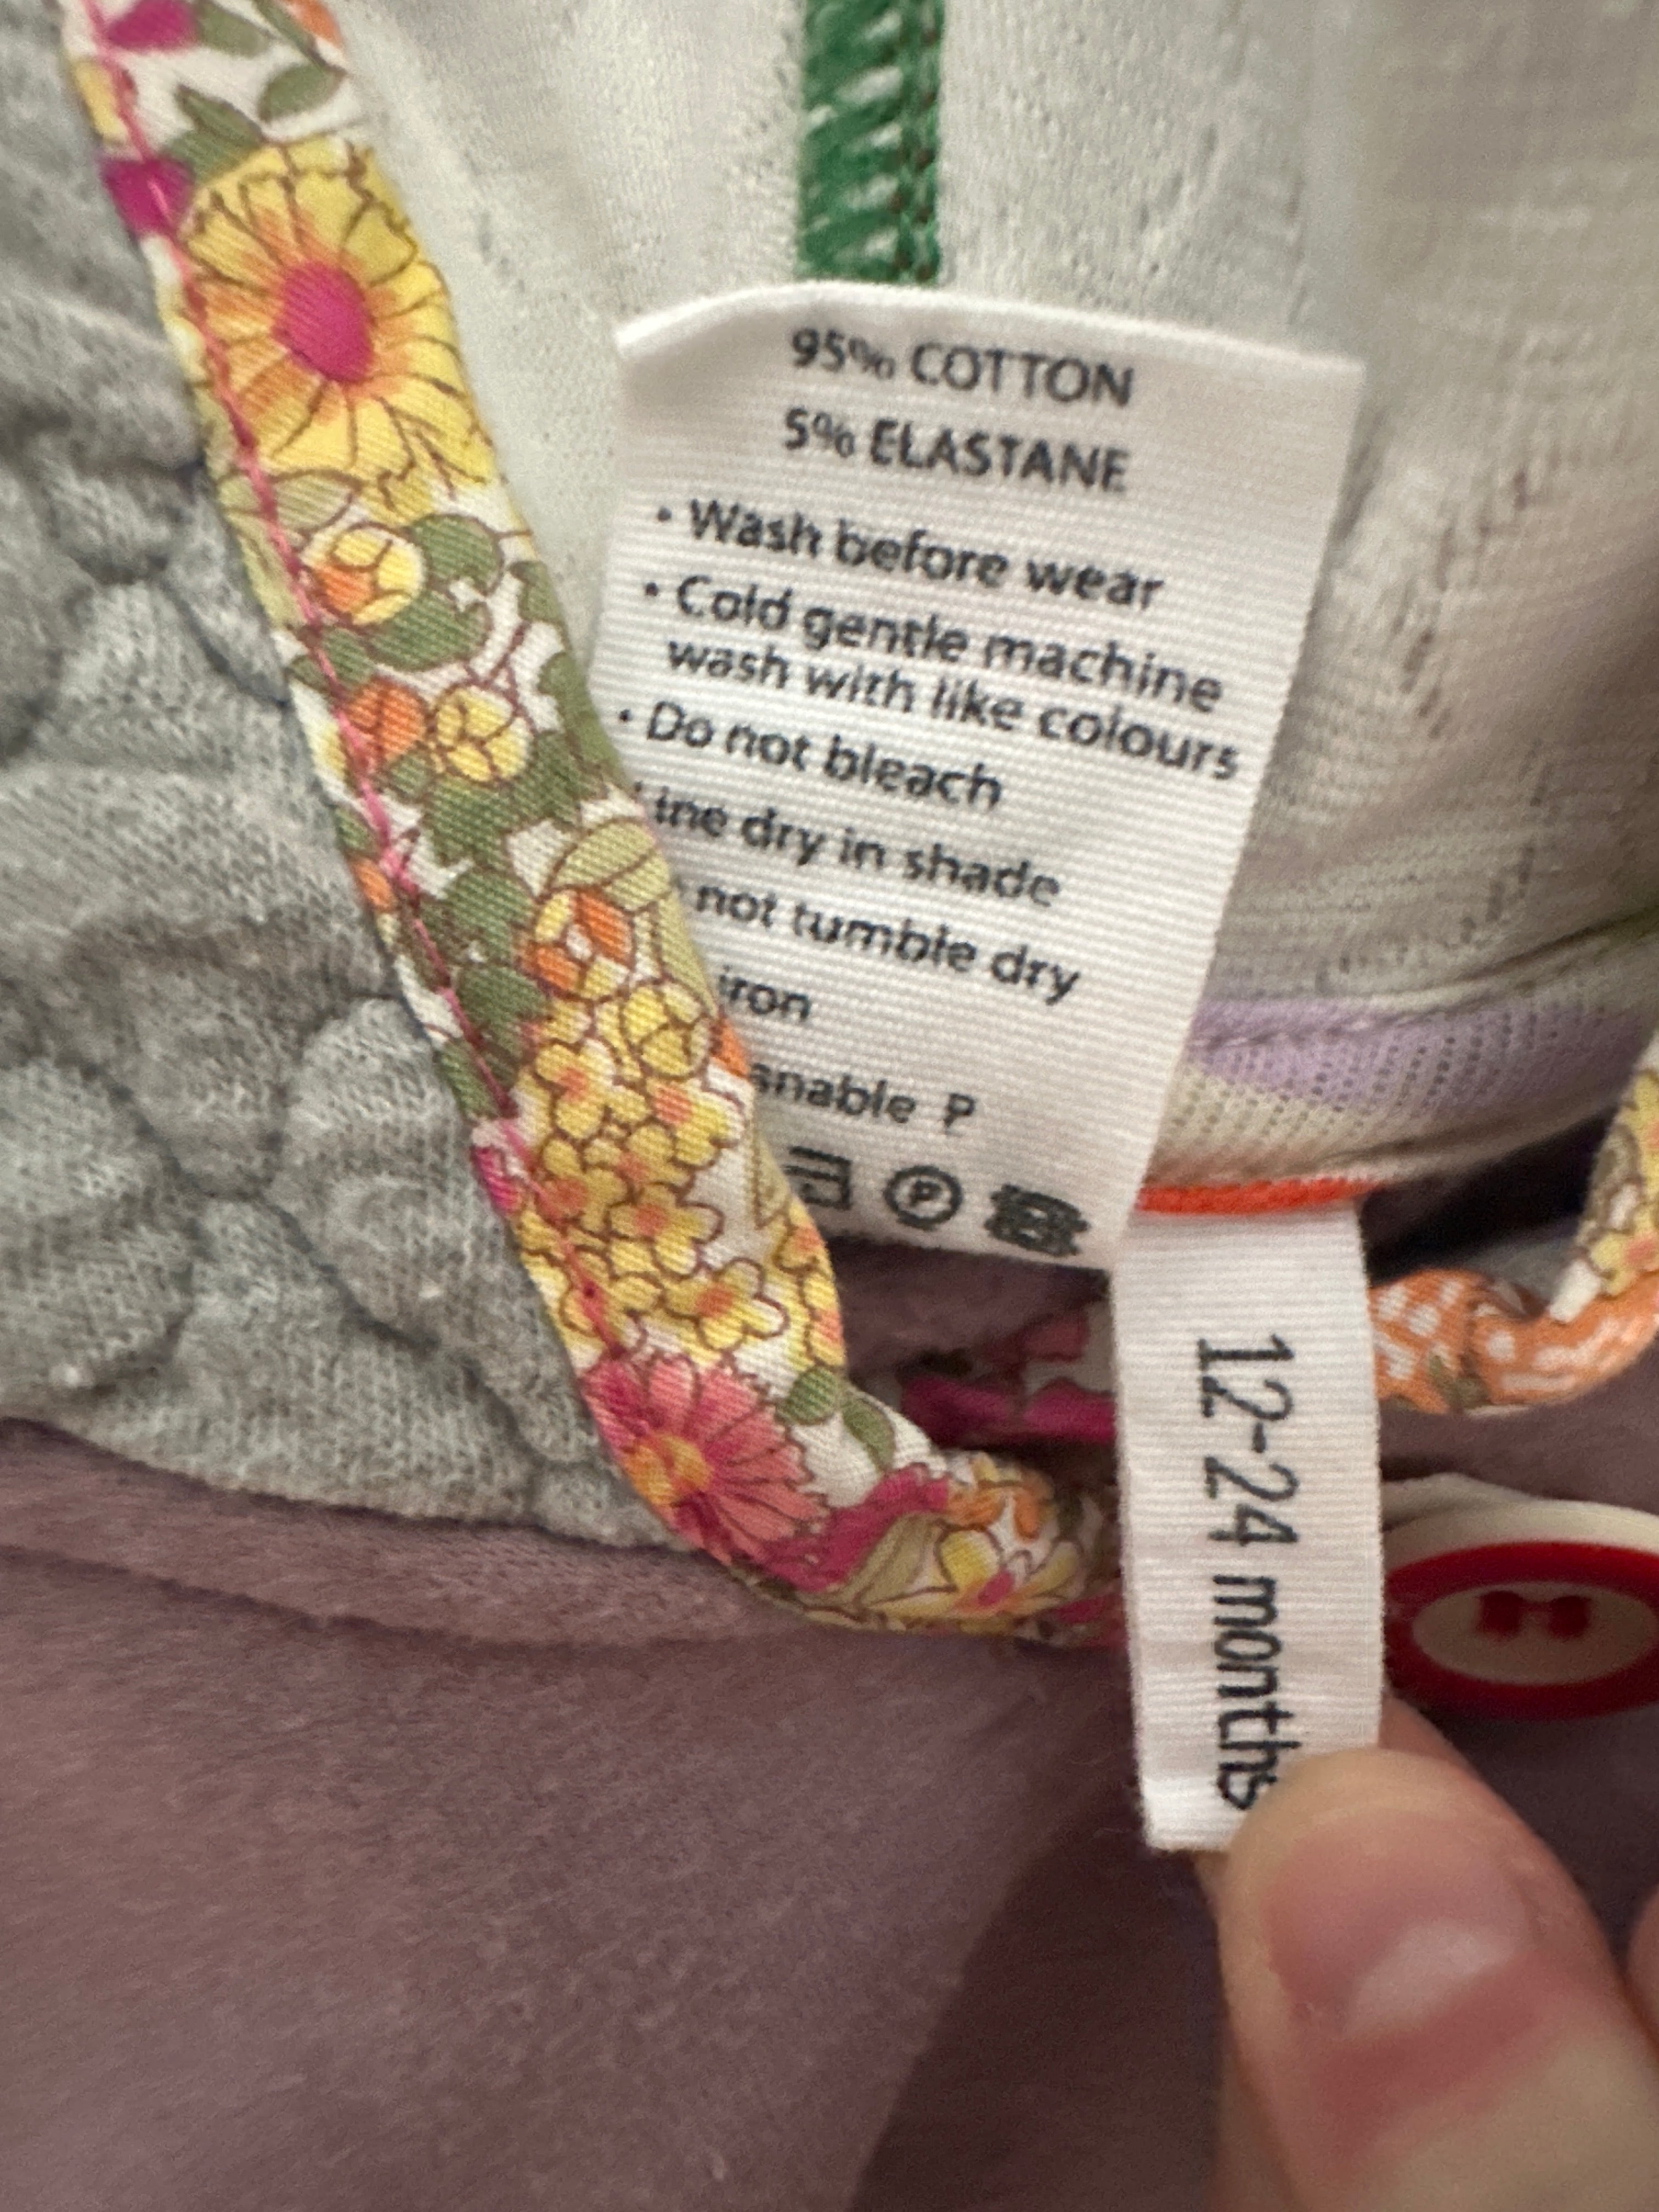 95% COTTON
5% ELASTANE
• Wash before wear
• Cold gentle machine
wash with like colours
• Do not bleach
ine dry in shade
not tumble dry
iron
P
P
12-24 months